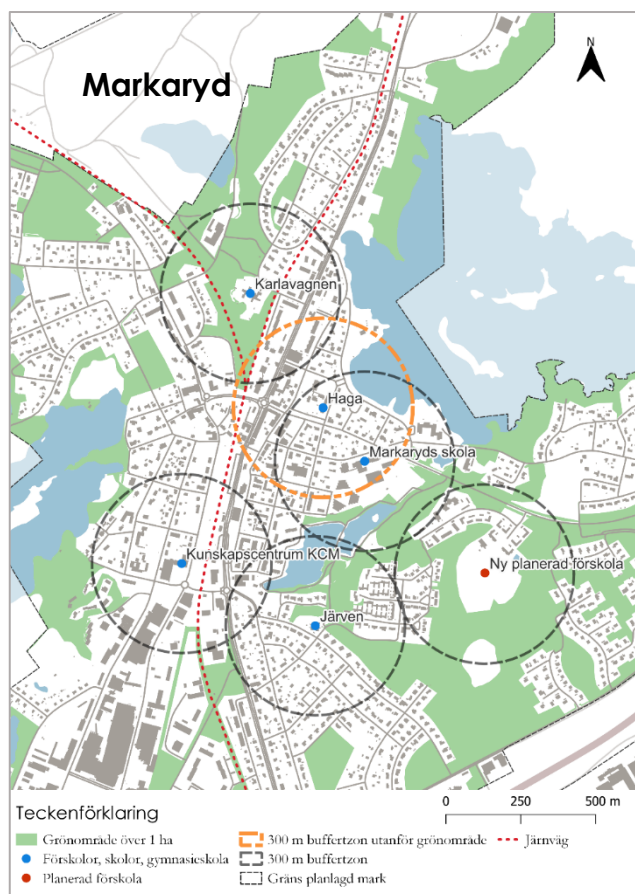 Markaryd
N
Karlavagnen
Haga
Markaryds skola
Kunskapscentrum KCM
Ny planerad förskola
Järven
Teckenförklaring
0 250 500 m
Grönområde över 1 ha
300 m buffertzon utanför grönområde
Järnväg
Förskolor, skolor, gymnasieskola
300 m buffertzon
Planerad förskola
Gräns planlagd mark